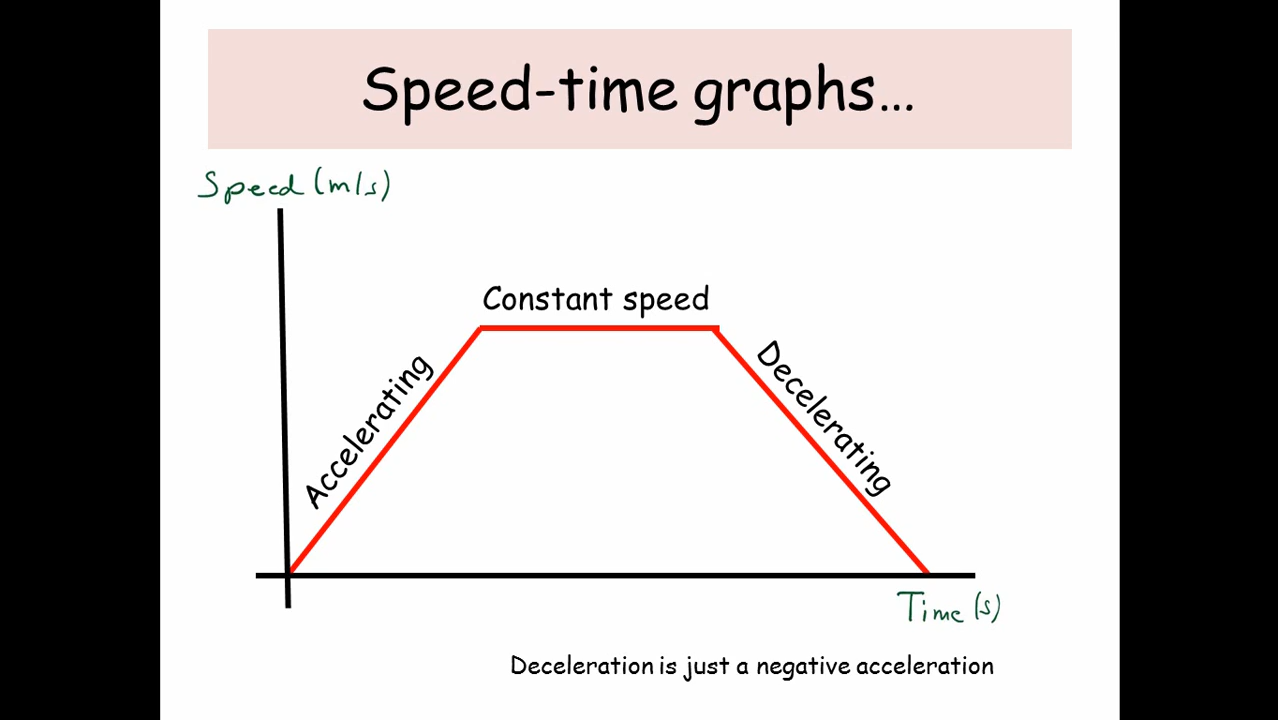 Speed-time graphs...
Speed (m/s)
Constant speed
Accelerating
Decelerating
Time (s)
Deceleration is just a negative acceleration